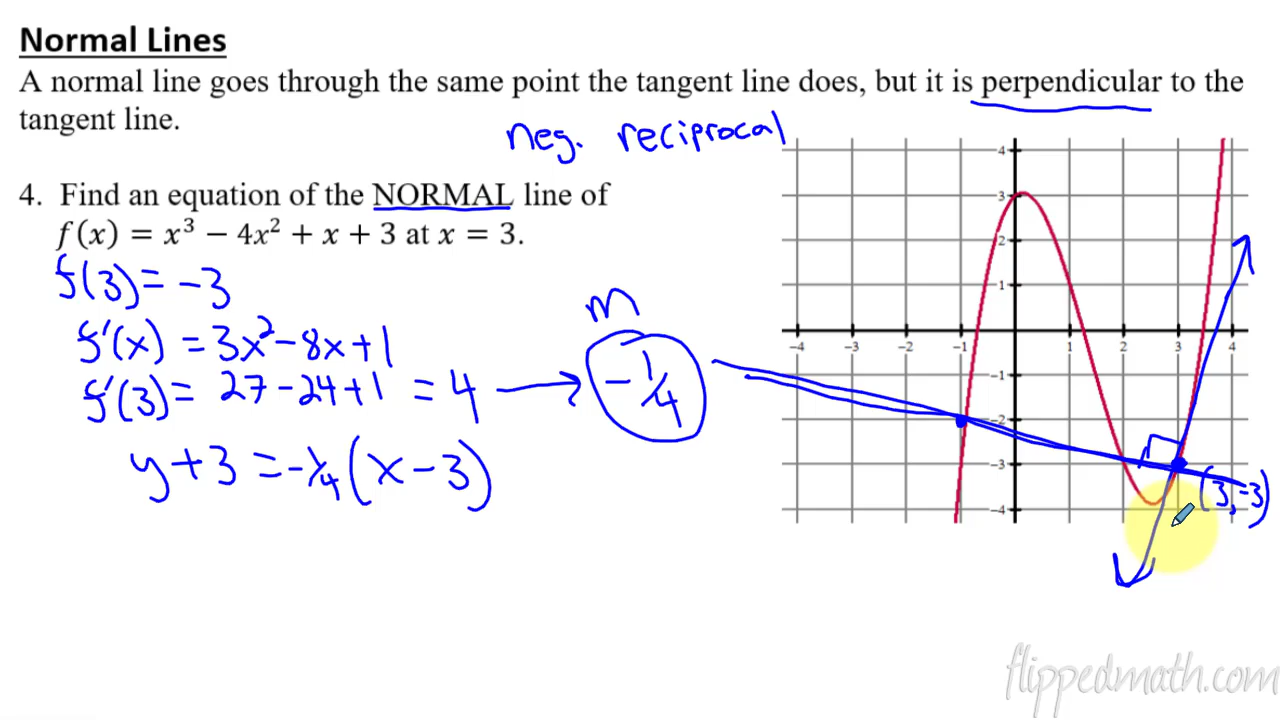 Normal Lines
A normal line goes through the same point the tangent line does, but it is perpendicular to the
tangent line.
neg. reciprocal
4. Find an equation of the NORMAL line of
f(x) = x³ − 4x² + x + 3 at x = 3.
f(3) = -3
f'(x) = 3x² - 8x + 1
f'(3) = 27 - 24 + 1 = 4 → -1/4
m
y + 3 = -1/4 (x - 3)
4
3
2
1
-4 -3 -2 -1 1 2 3 4
-1
-2
-3
-4
(3, -3)
flippedmath.com